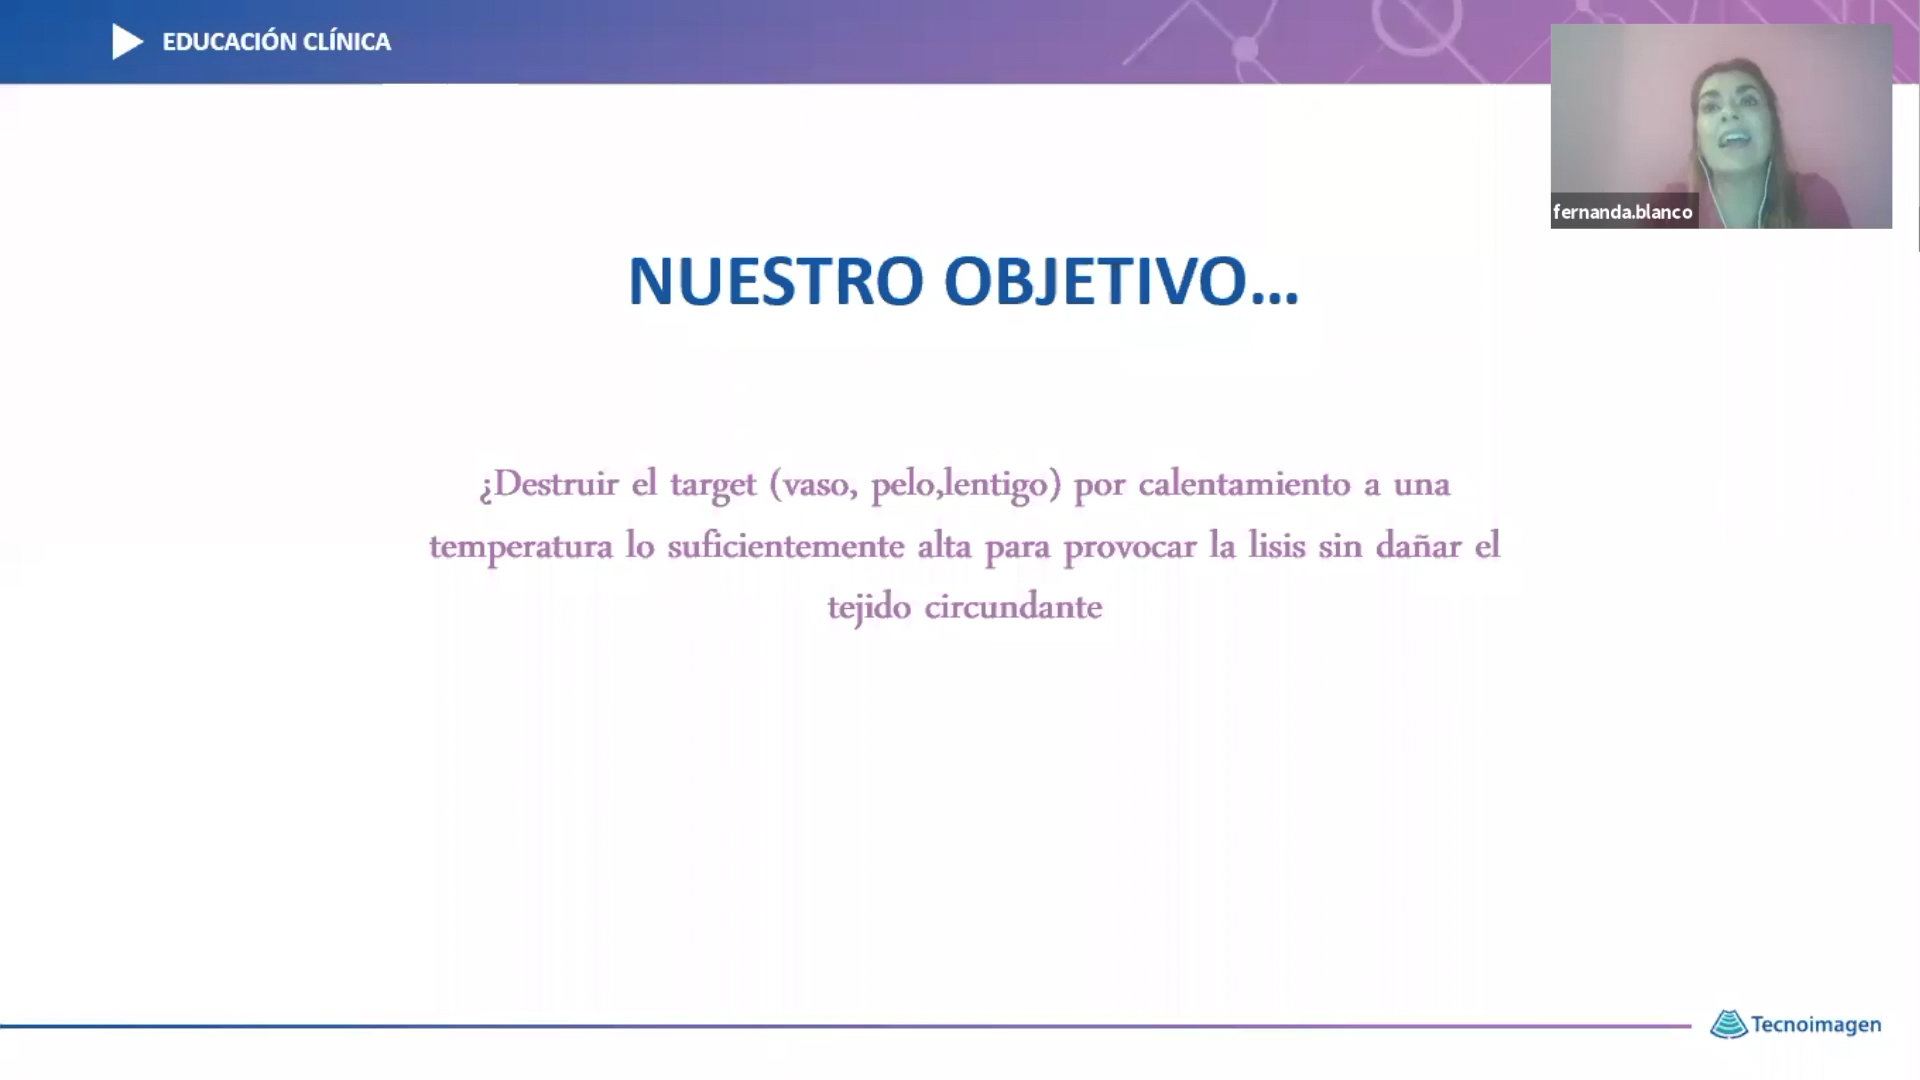 EDUCACIÓN CLÍNICA
fernanda.blanco
NUESTRO OBJETIVO...
¿Destruir el target (vaso, pelo,lentigo) por calentamiento a una
temperatura lo suficientemente alta para provocar la lisis sin dañar el
tejido circundante
Tecnoimagen